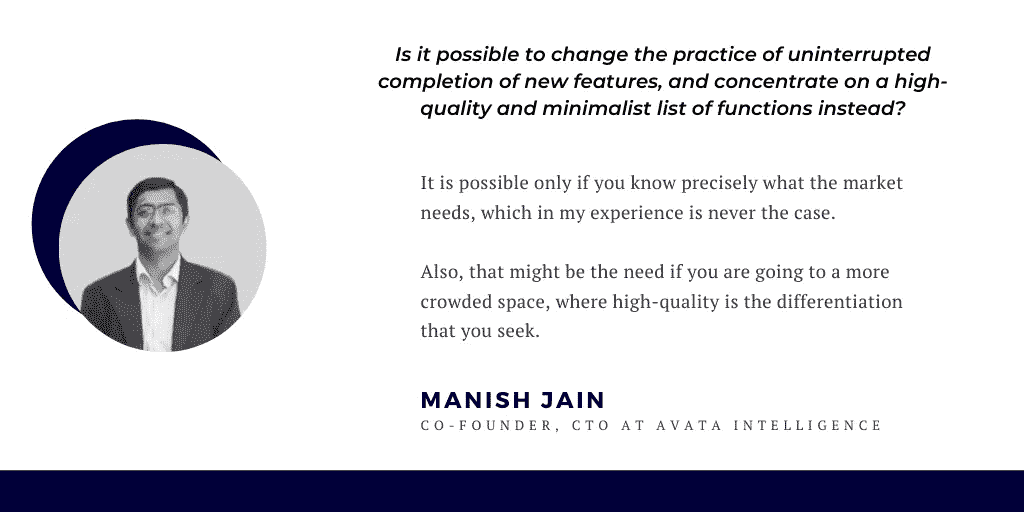 Is it possible to change the practice of uninterrupted
completion of new features, and concentrate on a high-
quality and minimalist list of functions instead?
It is possible only if you know precisely what the market
needs, which in my experience is never the case.
Also, that might be the need if you are going to a more
crowded space, where high-quality is the differentiation
that you seek.
MANISH JAIN
CO-FOUNDER, CTO AT AVATA INTELLIGENCE